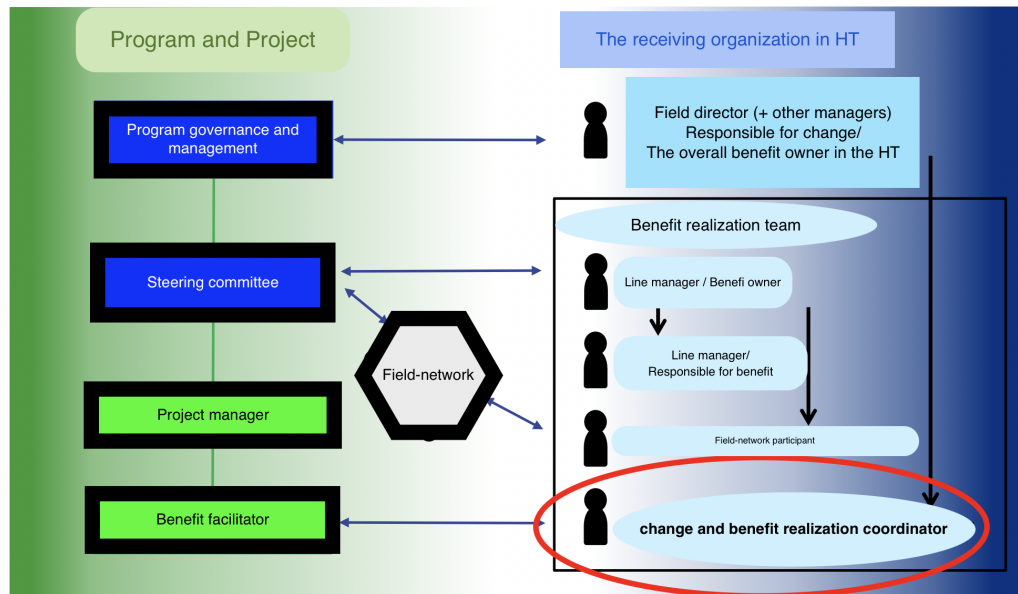 Program and Project
The receiving organization in HT
Program governance and
management
Field director (+ other managers)
Responsible for change/
The overall benefit owner in the HT
Benefit realization team
Steering committee
Line manager / Benefi owner
Field-network
Line manager/
Responsible for benefit
Project manager
Field-network participant
Benefit facilitator
change and benefit realization coordinator